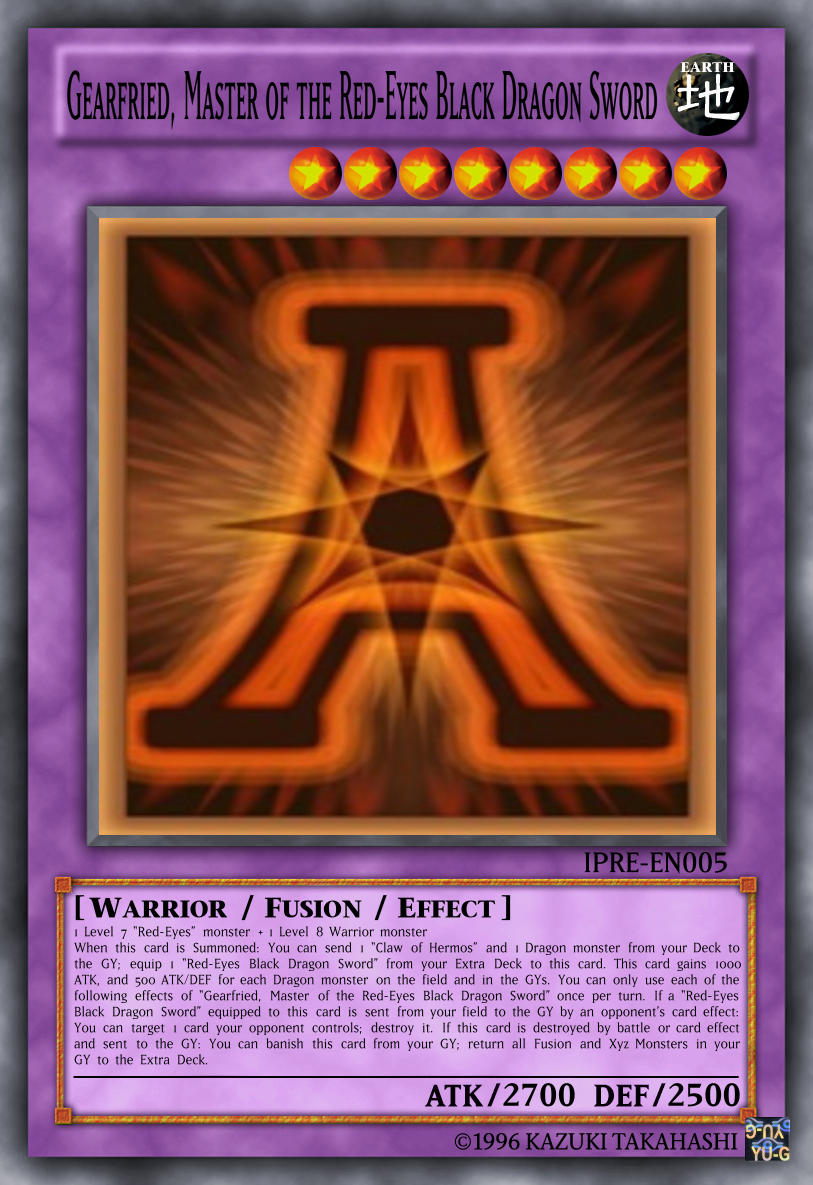 Gearfried, Master of the Red-Eyes Black Dragon Sword
EARTH
地
A
IPRE-EN005
[ Warrior / Fusion / Effect ]
1 Level 7 "Red-Eyes" monster + 1 Level 8 Warrior monster
When this card is Summoned: You can send 1 "Claw of Hermos" and 1 Dragon monster from your Deck to
the GY; equip 1 "Red-Eyes Black Dragon Sword" from your Extra Deck to this card. This card gains 1000
ATK, and 500 ATK/DEF for each Dragon monster on the field and in the GYs. You can only use each of the
following effects of "Gearfried, Master of the Red-Eyes Black Dragon Sword" once per turn. If a "Red-Eyes
Black Dragon Sword" equipped to this card is sent from your field to the GY by an opponent's card effect:
You can target 1 card your opponent controls; destroy it. If this card is destroyed by battle or card effect
and sent to the GY: You can banish this card from your GY; return all Fusion and Xyz Monsters in your
GY to the Extra Deck.
ATK/2700 DEF/2500
©1996 KAZUKI TAKAHASHI
YU-G